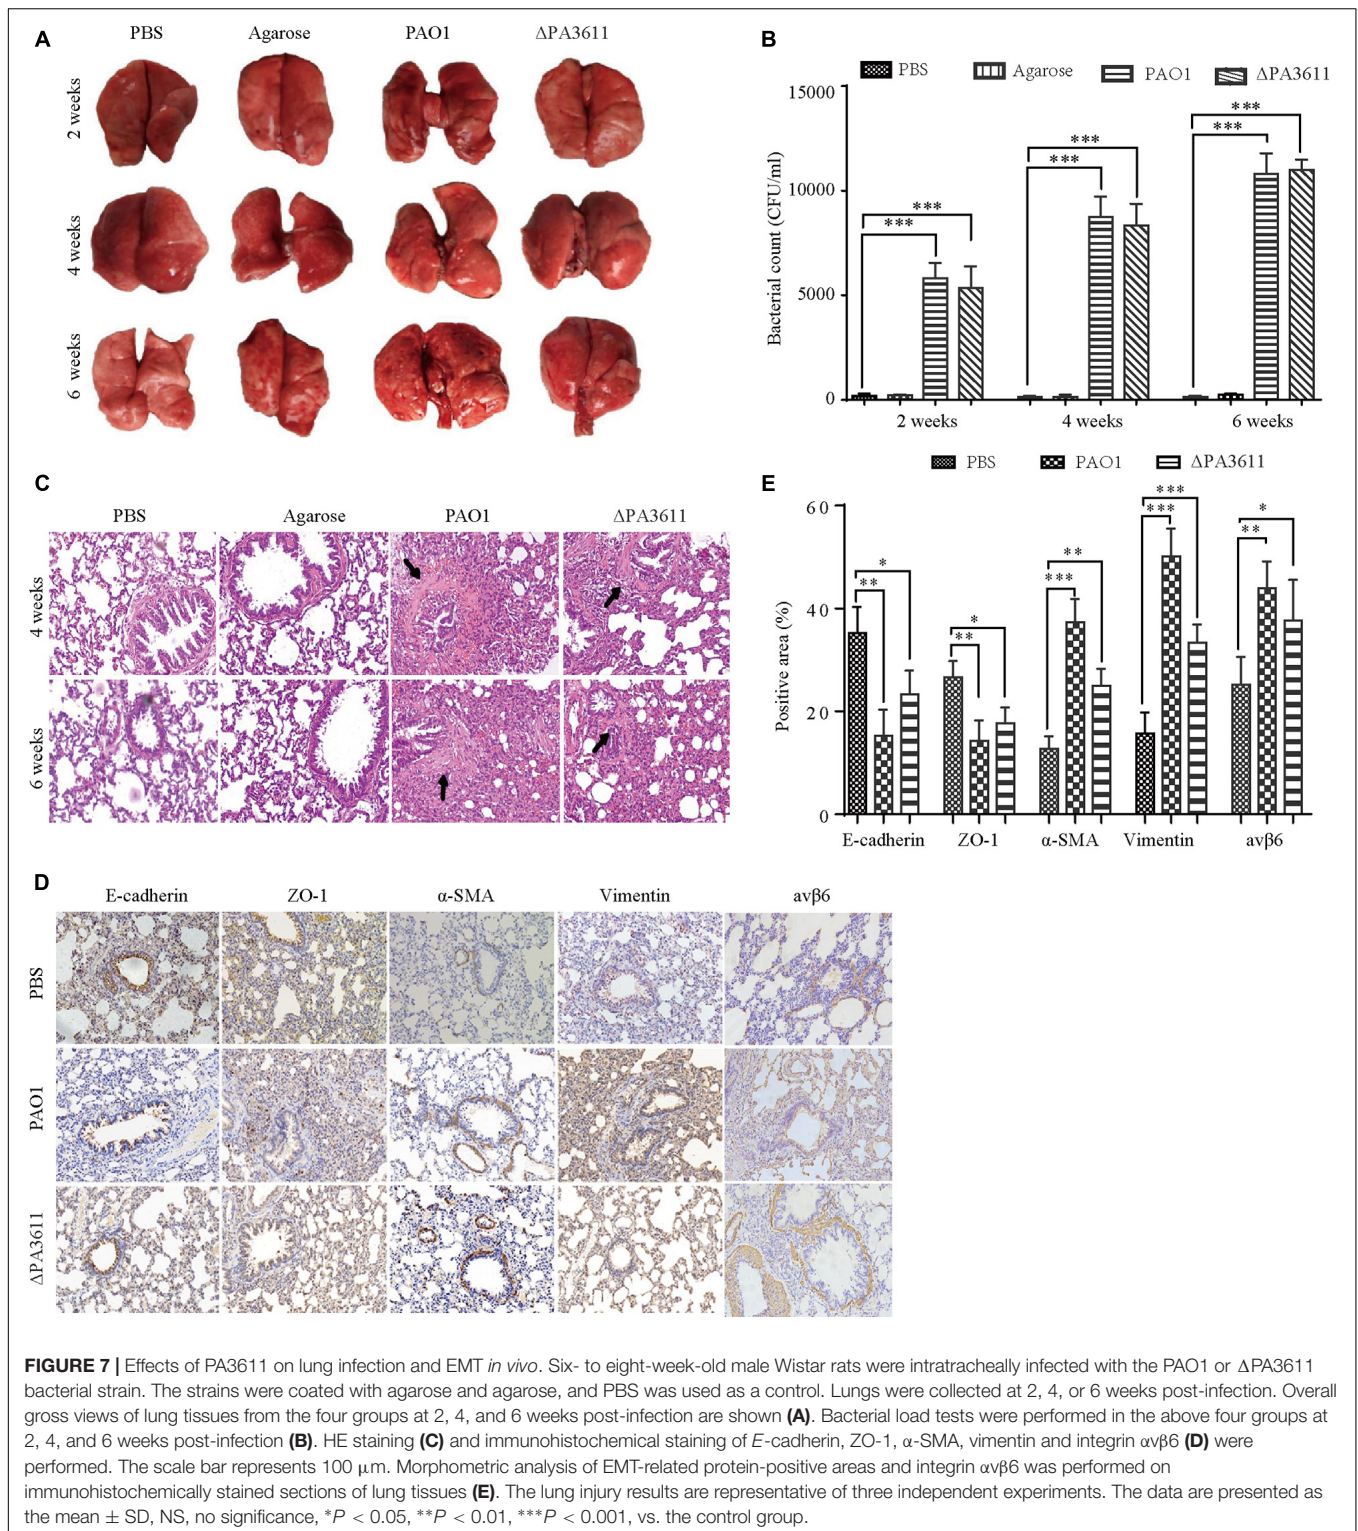 A
PBS Agarose PAO1 ΔPA3611
2 weeks
4 weeks
6 weeks
B
PBS Agarose PAO1 ΔPA3611
Bacterial count (CFU/ml)
15000
10000
5000
0
*** *** *** *** *** ***
2 weeks 4 weeks 6 weeks
C
PBS Agarose PAO1 ΔPA3611
4 weeks
6 weeks
E
PBS PAO1 ΔPA3611
Positive area (%)
60
40
20
0
** * ** * *** ** *** *** ** *
E-cadherin ZO-1 α-SMA Vimentin avβ6
D
E-cadherin ZO-1 α-SMA Vimentin avβ6
PBS
PAO1
ΔPA3611
FIGURE 7 | Effects of PA3611 on lung infection and EMT in vivo. Six- to eight-week-old male Wistar rats were intratracheally infected with the PAO1 or ΔPA3611
bacterial strain. The strains were coated with agarose and agarose, and PBS was used as a control. Lungs were collected at 2, 4, or 6 weeks post-infection. Overall
gross views of lung tissues from the four groups at 2, 4, and 6 weeks post-infection are shown (A). Bacterial load tests were performed in the above four groups at
2, 4, and 6 weeks post-infection (B). HE staining (C) and immunohistochemical staining of E-cadherin, ZO-1, α-SMA, vimentin and integrin αvβ6 (D) were
performed. The scale bar represents 100 μm. Morphometric analysis of EMT-related protein-positive areas and integrin αvβ6 was performed on
immunohistochemically stained sections of lung tissues (E). The lung injury results are representative of three independent experiments. The data are presented as
the mean ± SD, NS, no significance, *P < 0.05, **P < 0.01, ***P < 0.001, vs. the control group.